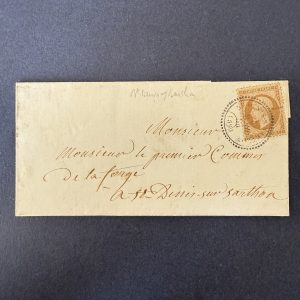 Monsieur
Monsieur le premier Commis
de la forge
a St Denis sur Sarthon